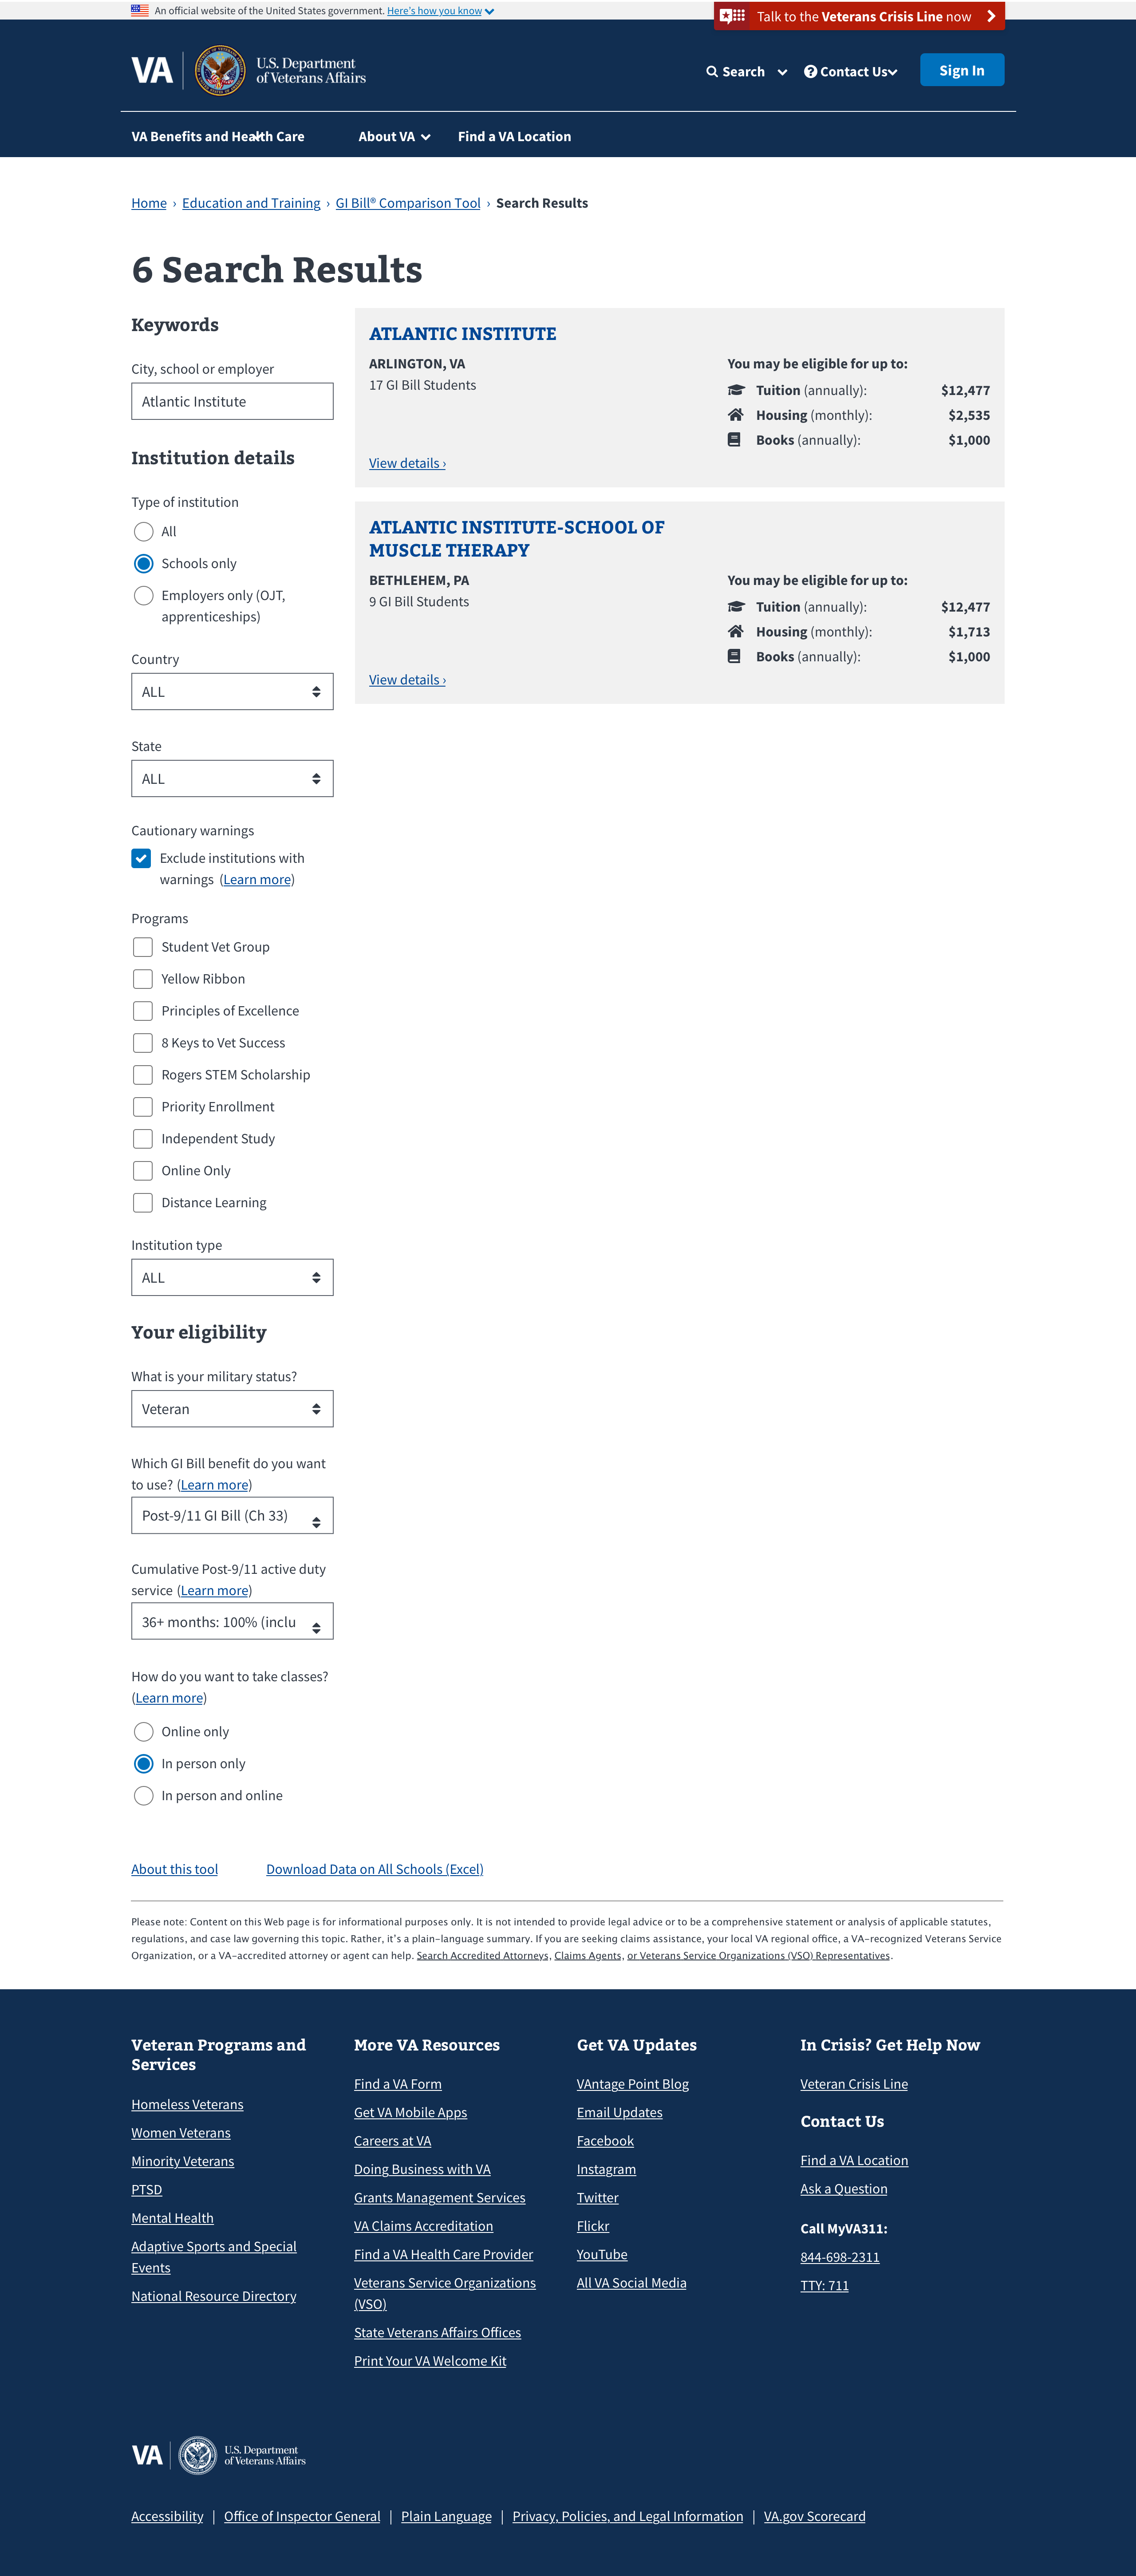 An official website of the United States government. Here's how you know
Talk to the Veterans Crisis Line now
VA
U.S. Department
of Veterans Affairs
Search
Contact Us
Sign In
VA Benefits and Health Care
About VA
Find a VA Location
Home › Education and Training › GI Bill® Comparison Tool › Search Results
6 Search Results
Keywords
City, school or employer
Atlantic Institute
Institution details
Type of institution
All
Schools only
Employers only (OJT,
apprenticeships)
Country
ALL
State
ALL
Cautionary warnings
Exclude institutions with
warnings (Learn more)
Programs
Student Vet Group
Yellow Ribbon
Principles of Excellence
8 Keys to Vet Success
Rogers STEM Scholarship
Priority Enrollment
Independent Study
Online Only
Distance Learning
Institution type
ALL
Your eligibility
What is your military status?
Veteran
Which GI Bill benefit do you want
to use? (Learn more)
Post-9/11 GI Bill (Ch 33)
Cumulative Post-9/11 active duty
service (Learn more)
36+ months: 100% (inclu
How do you want to take classes?
(Learn more)
Online only
In person only
In person and online
ATLANTIC INSTITUTE
ARLINGTON, VA
17 GI Bill Students
View details ›
You may be eligible for up to:
Tuition (annually): $12,477
Housing (monthly): $2,535
Books (annually): $1,000
ATLANTIC INSTITUTE-SCHOOL OF
MUSCLE THERAPY
BETHLEHEM, PA
9 GI Bill Students
View details ›
You may be eligible for up to:
Tuition (annually): $12,477
Housing (monthly): $1,713
Books (annually): $1,000
About this tool
Download Data on All Schools (Excel)
Please note: Content on this Web page is for informational purposes only. It is not intended to provide legal advice or to be a comprehensive statement or analysis of applicable statutes,
regulations, and case law governing this topic. Rather, it's a plain-language summary. If you are seeking claims assistance, your local VA regional office, a VA-recognized Veterans Service
Organization, or a VA-accredited attorney or agent can help. Search Accredited Attorneys, Claims Agents, or Veterans Service Organizations (VSO) Representatives.
Veteran Programs and
Services
Homeless Veterans
Women Veterans
Minority Veterans
PTSD
Mental Health
Adaptive Sports and Special
Events
National Resource Directory
More VA Resources
Find a VA Form
Get VA Mobile Apps
Careers at VA
Doing Business with VA
Grants Management Services
VA Claims Accreditation
Find a VA Health Care Provider
Veterans Service Organizations
(VSO)
State Veterans Affairs Offices
Print Your VA Welcome Kit
Get VA Updates
VAntage Point Blog
Email Updates
Facebook
Instagram
Twitter
Flickr
YouTube
All VA Social Media
In Crisis? Get Help Now
Veteran Crisis Line
Contact Us
Find a VA Location
Ask a Question
Call MyVA311:
844-698-2311
TTY: 711
VA
U.S. Department
of Veterans Affairs
Accessibility | Office of Inspector General | Plain Language | Privacy, Policies, and Legal Information | VA.gov Scorecard